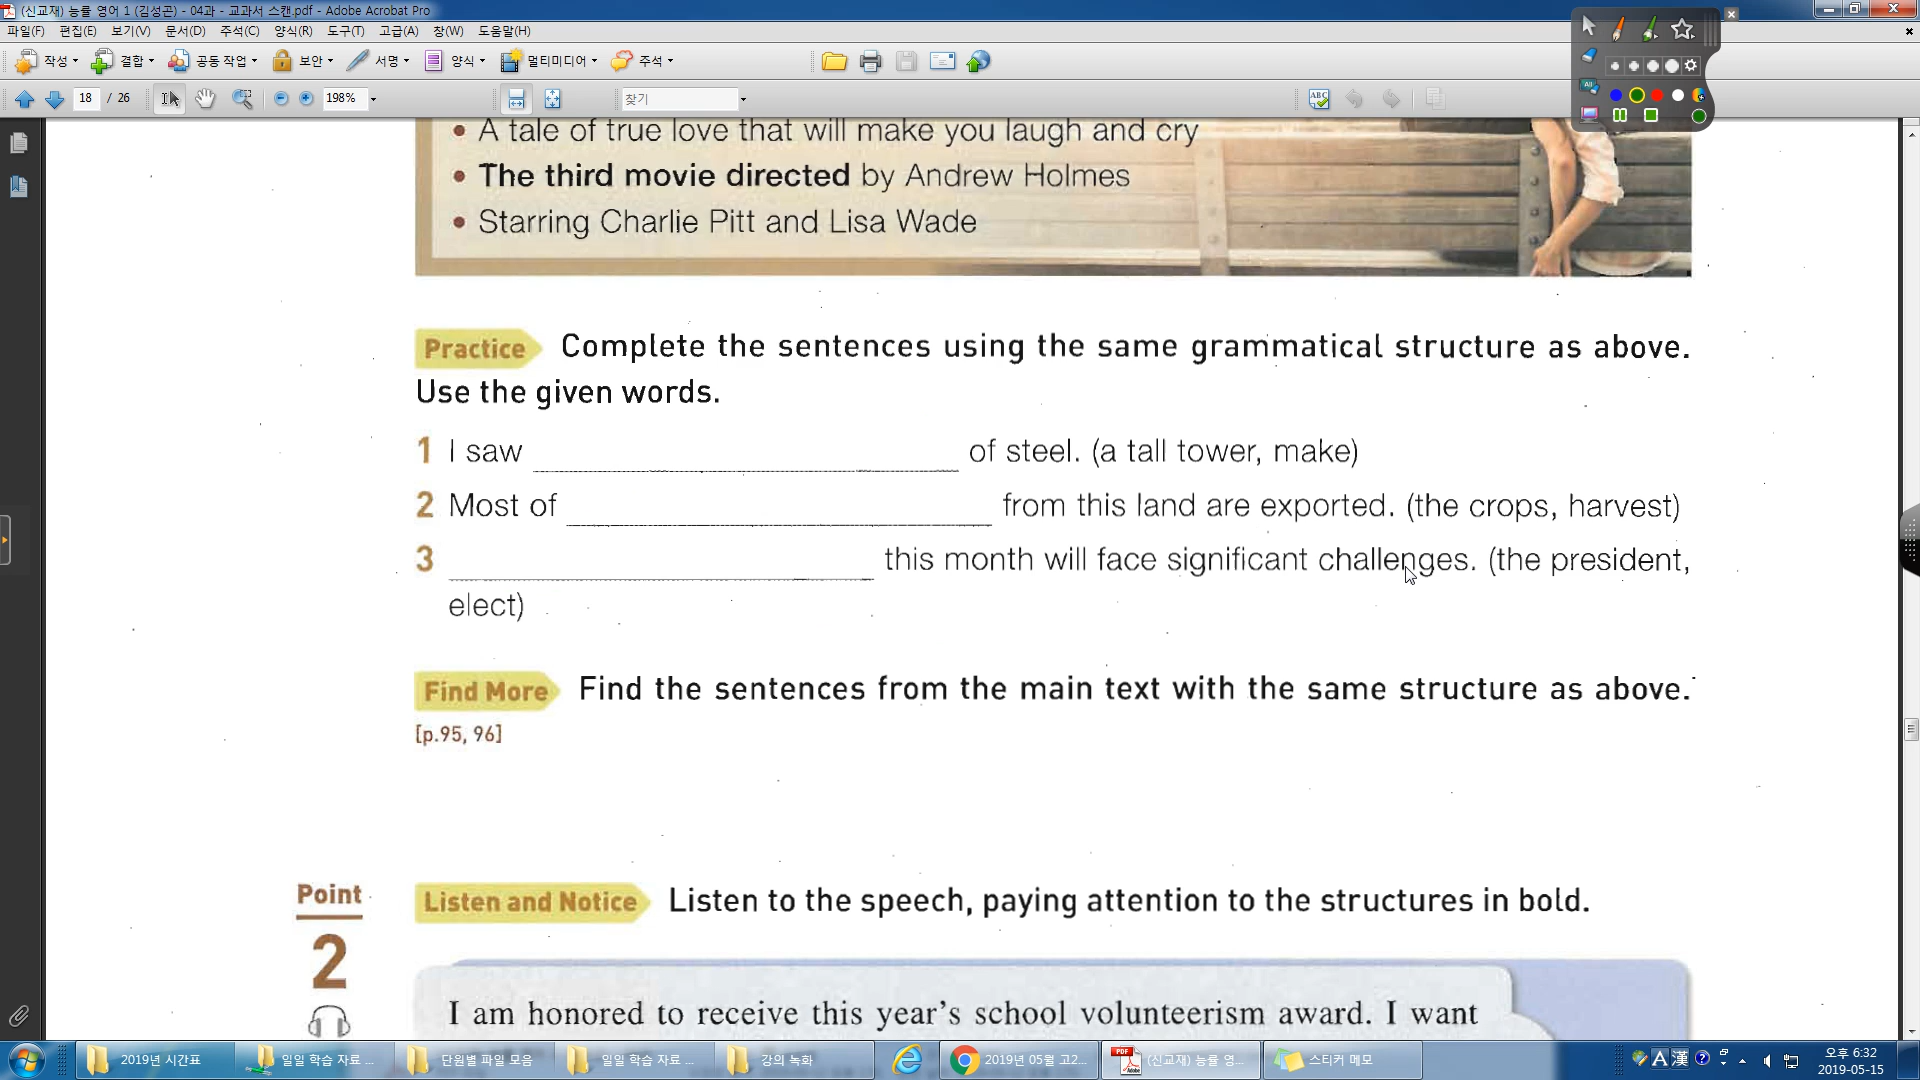 (신교재) 능률 영어 1 (김성곤) - 04과 - 교과서 스캔.pdf - Adobe Acrobat Pro
파일(F) 편집(E) 보기(V) 문서(D) 주석(C) 양식(R) 도구(T) 고급(A) 창(W) 도움말(H)
작성 결합 공동 작업 보안 서명 양식 멀티미디어 주석
18 / 26 198% 찾기
• A tale of true love that will make you laugh and cry
• The third movie directed by Andrew Holmes
• Starring Charlie Pitt and Lisa Wade
Practice Complete the sentences using the same grammatical structure as above.
Use the given words.
1 I saw of steel. (a tall tower, make)
2 Most of from this land are exported. (the crops, harvest)
3 this month will face significant challenges. (the president,
elect)
Find More Find the sentences from the main text with the same structure as above.
[p.95, 96]
Point
2
Listen and Notice Listen to the speech, paying attention to the structures in bold.
I am honored to receive this year's school volunteerism award. I want
2019년 시간표 일일 학습 자료 ... 단원별 파일 모음 일일 학습 자료 ... 강의 녹화 2019년 05월 고2... (신교재) 능률 영... 스티커 메모
A 漢
오후 6:32
2019-05-15